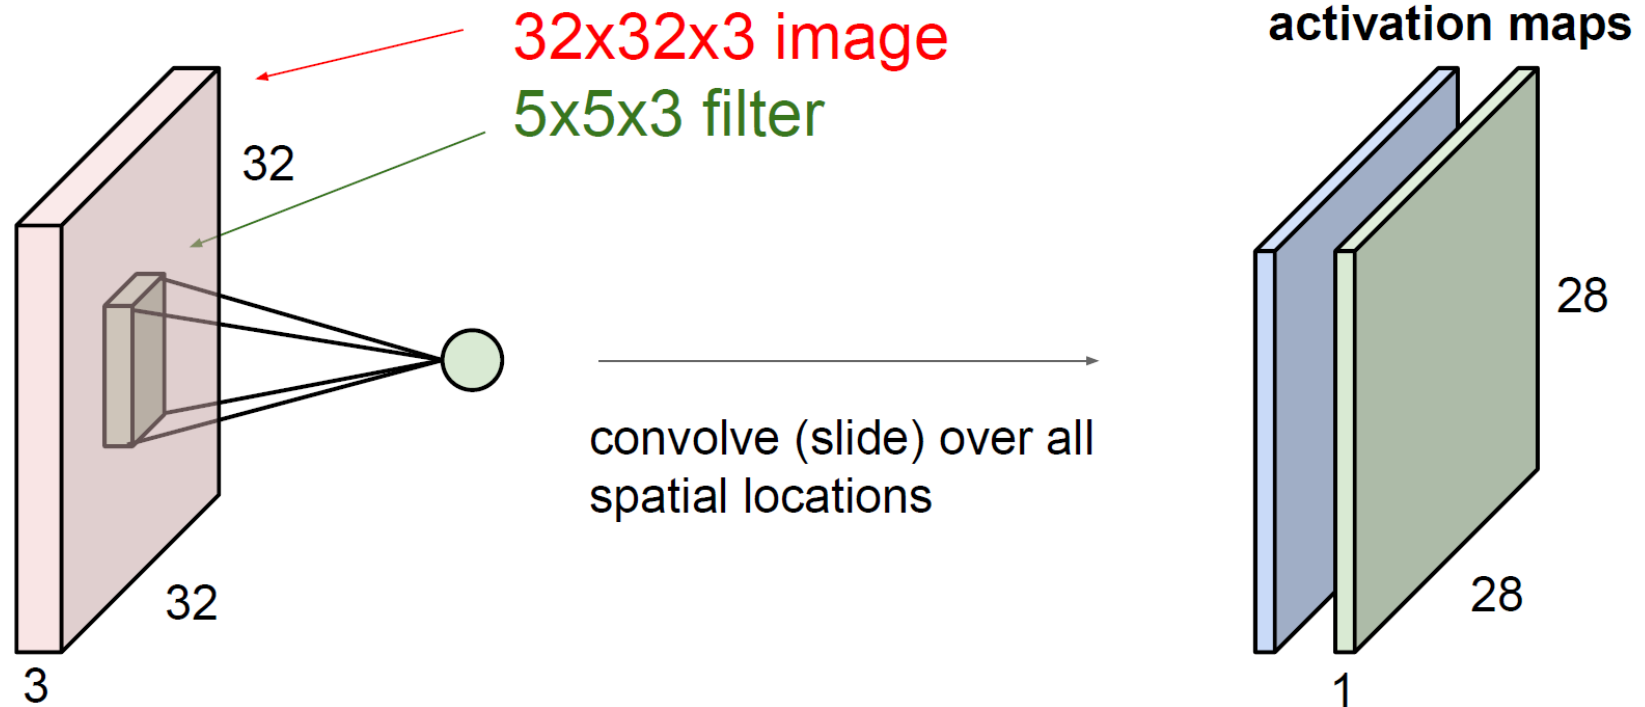 32x32x3 image
5x5x3 filter
activation maps
32
28
convolve (slide) over all
spatial locations
32
28
3
1